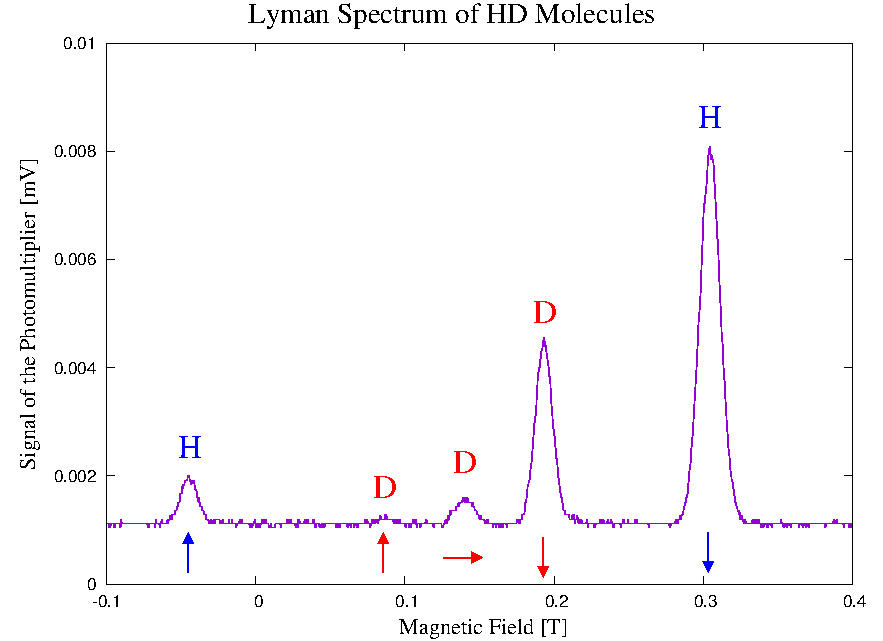 Lyman Spectrum of HD Molecules
0.01
0.008
0.006
0.004
0.002
0
Signal of the Photomultiplier [mV]
H
D
D
D
H
-0.1
0
0.1
0.2
0.3
0.4
Magnetic Field [T]